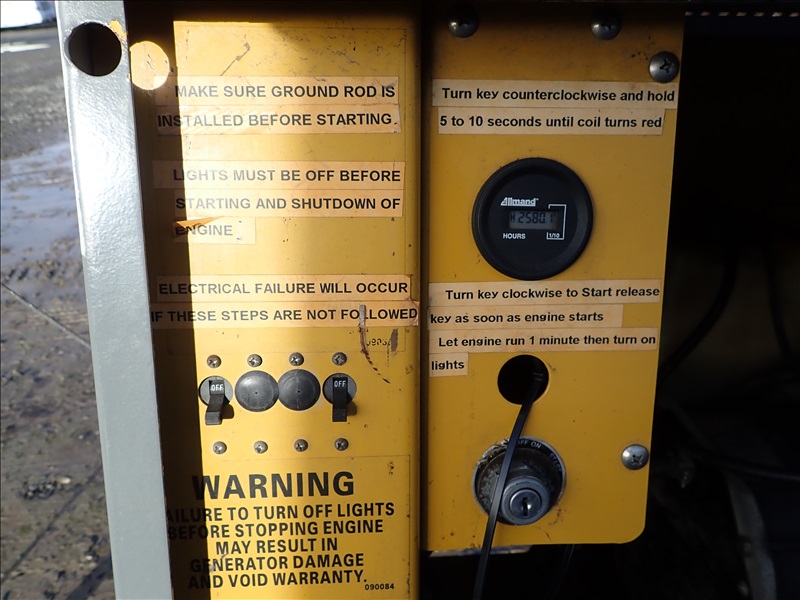 MAKE SURE GROUND ROD IS
INSTALLED BEFORE STARTING
LIGHTS MUST BE OFF BEFORE
STARTING AND SHUTDOWN OF
ENGINE
ELECTRICAL FAILURE WILL OCCUR
IF THESE STEPS ARE NOT FOLLOWED
OFF
OFF
WARNING
FAILURE TO TURN OFF LIGHTS
BEFORE STOPPING ENGINE
MAY RESULT IN
GENERATOR DAMAGE
AND VOID WARRANTY.
090084
Turn key counterclockwise and hold
5 to 10 seconds until coil turns red
Allmand
HOURS
1/10
Turn key clockwise to Start release
key as soon as engine starts
Let engine run 1 minute then turn on
lights
OFF ON